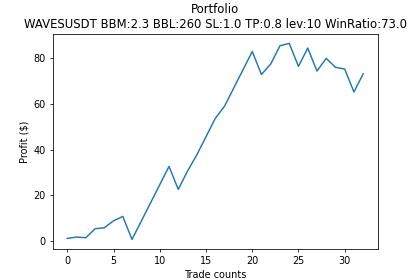 Portfolio
WAVESUSDT BBM:2.3 BBL:260 SL:1.0 TP:0.8 lev:10 WinRatio:73.0
Profit ($)
80
60
40
20
0
0 5 10 15 20 25 30
Trade counts